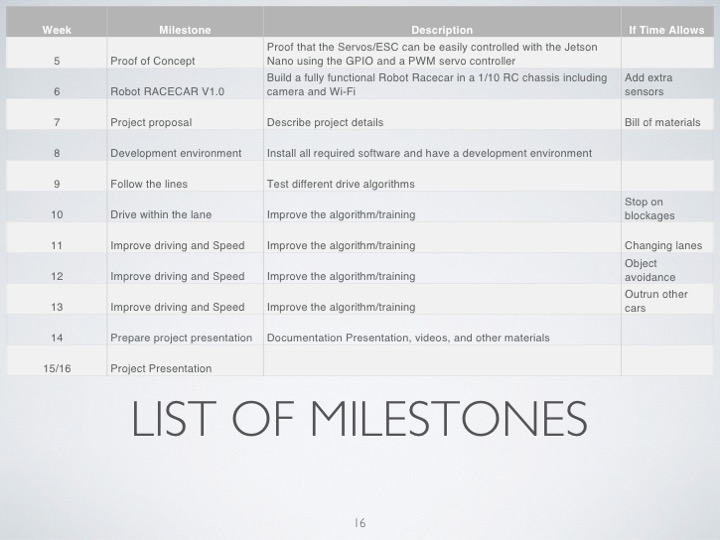 Week Milestone Description If Time Allows
5 Proof of Concept Proof that the Servos/ESC can be easily controlled with the Jetson
Nano using the GPIO and a PWM servo controller
6 Robot RACECAR V1.0 Build a fully functional Robot Racecar in a 1/10 RC chassis including
camera and Wi-Fi Add extra
sensors
7 Project proposal Describe project details Bill of materials
8 Development environment Install all required software and have a development environment
9 Follow the lines Test different drive algorithms
10 Drive within the lane Improve the algorithm/training Stop on
blockages
11 Improve driving and Speed Improve the algorithm/training Changing lanes
12 Improve driving and Speed Improve the algorithm/training Object
avoidance
13 Improve driving and Speed Improve the algorithm/training Outrun other
cars
14 Prepare project presentation Documentation Presentation, videos, and other materials
15/16 Project Presentation
LIST OF MILESTONES
16